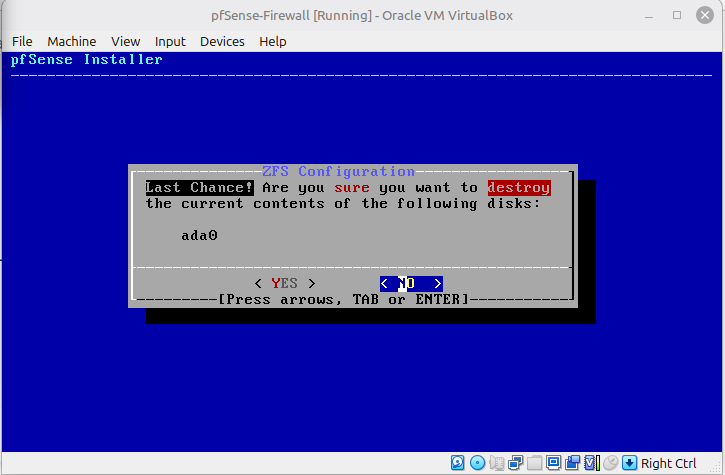 pfSense-Firewall [Running] - Oracle VM VirtualBox
File Machine View Input Devices Help
pfSense Installer
ZFS Configuration
Last Chance! Are you sure you want to destroy
the current contents of the following disks:
ada0
< YES > < NO >
[Press arrows, TAB or ENTER]
Right Ctrl